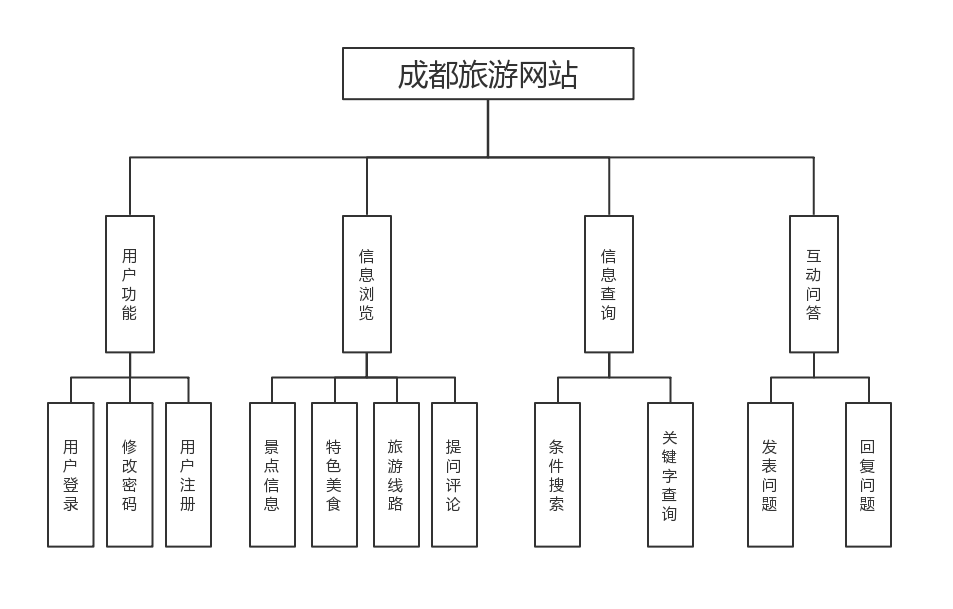 成都旅游网站
用户功能
信息浏览
信息查询
互动问答
用户登录
修改密码
用户注册
景点信息
特色美食
旅游线路
提问评论
条件搜索
关键字查询
发表问题
回复问题